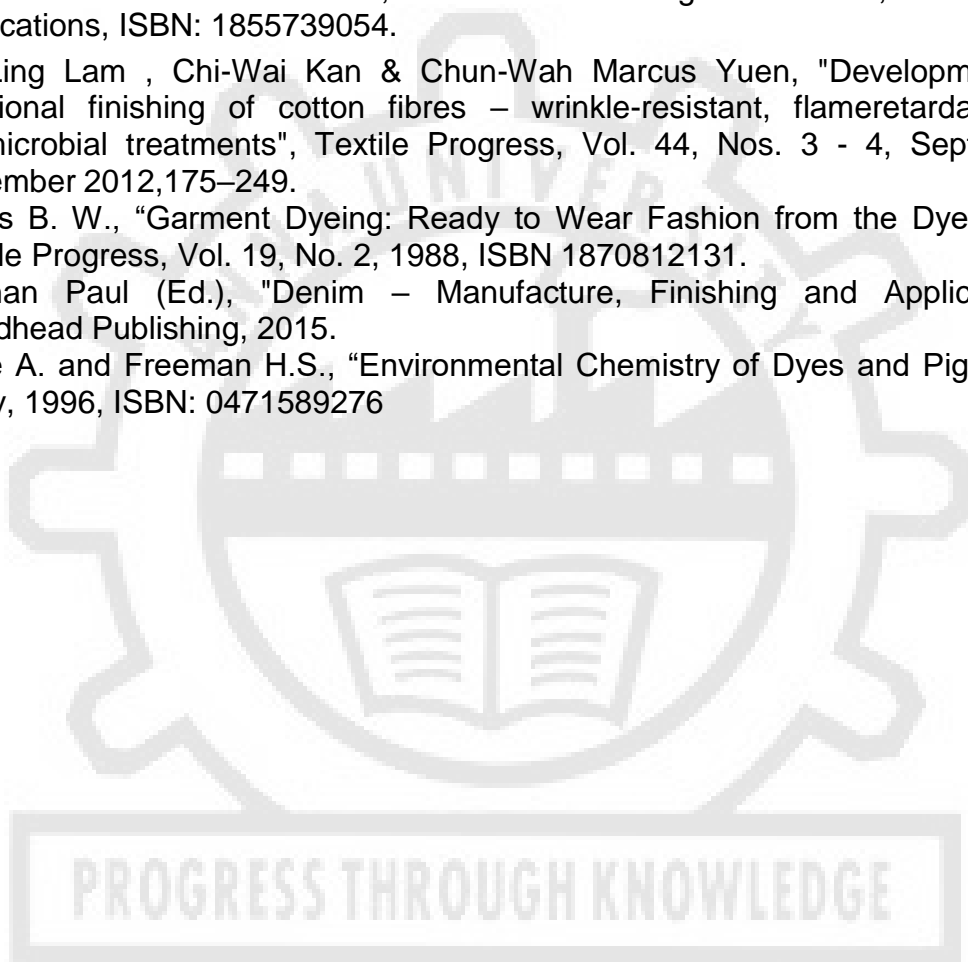 cations, ISBN: 1855739054.
ing Lam , Chi-Wai Kan & Chun-Wah Marcus Yuen, "Developm
ional finishing of cotton fibres – wrinkle-resistant, flameretarda
nicrobial treatments", Textile Progress, Vol. 44, Nos. 3 - 4, Sept
ember 2012,175–249.
s B. W., “Garment Dyeing: Ready to Wear Fashion from the Dye
le Progress, Vol. 19, No. 2, 1988, ISBN 1870812131.
nan Paul (Ed.), "Denim – Manufacture, Finishing and Applic
dhead Publishing, 2015.
e A. and Freeman H.S., “Environmental Chemistry of Dyes and Pig
y, 1996, ISBN: 0471589276
UNIVERSITY
PROGRESS THROUGH KNOWLEDGE